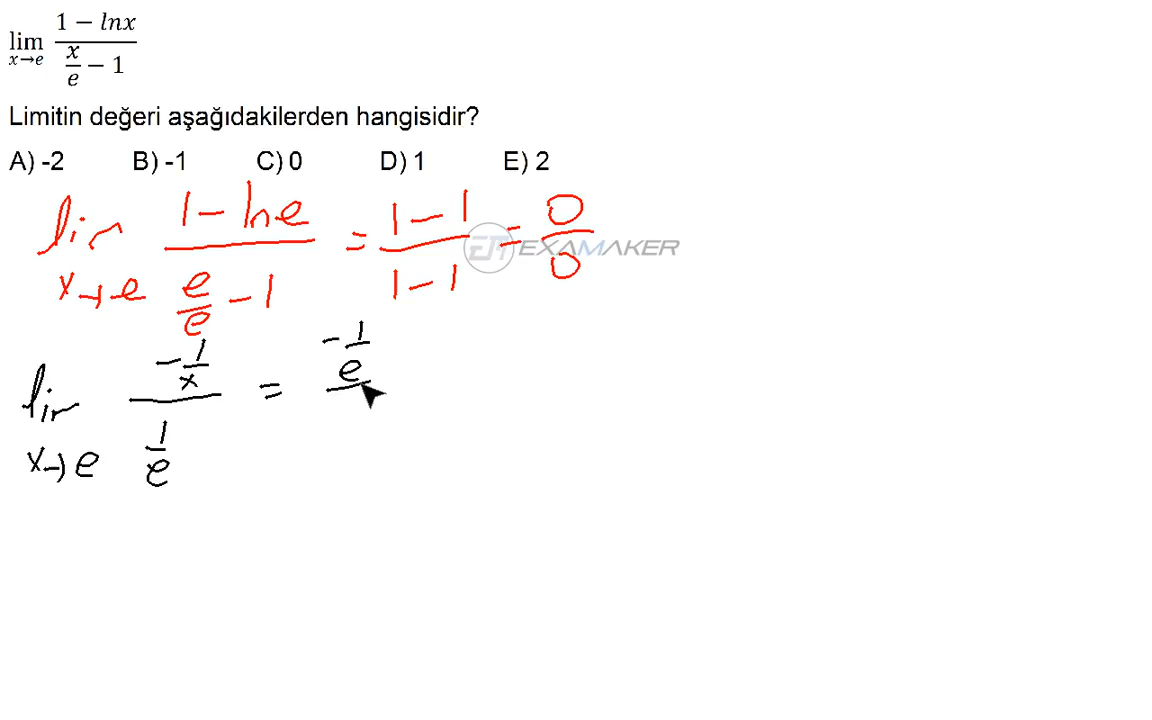 lim x→e (1 − lnx)/(x/e − 1)
Limitin değeri aşağıdakilerden hangisidir?
A) -2 B) -1 C) 0 D) 1 E) 2
lim x→e (1 − ln e)/(e/e − 1) = (1 − 1)/(1 − 1) = 0/0
EXAMAKER
lim x→e (−1/x)/(1/e) = (−1/e)/